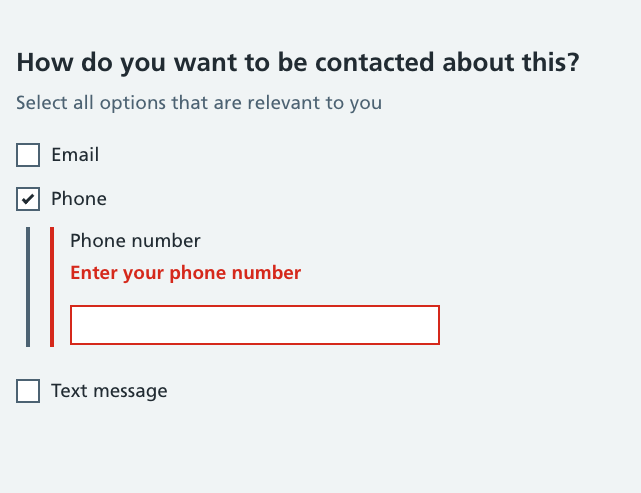 How do you want to be contacted about this?
Select all options that are relevant to you
Email
Phone
Phone number
Enter your phone number
Text message